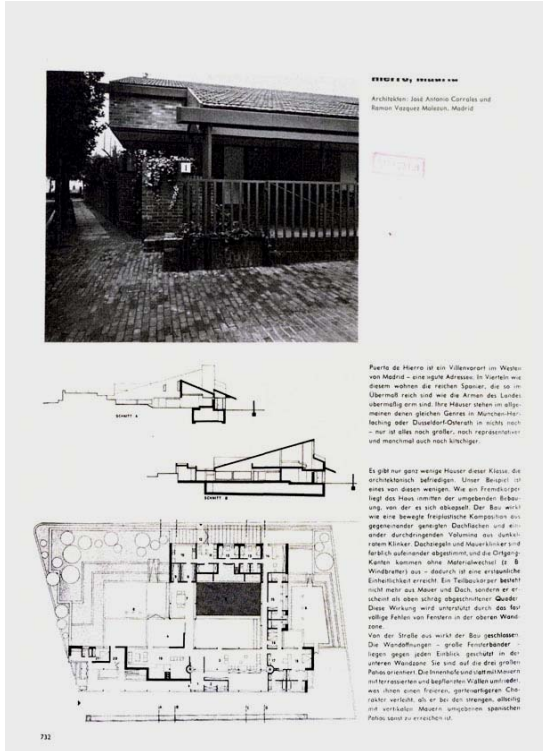 Hierro, Madrid
Architekten: José Antonio Corrales und
Ramon Vazquez Molezon, Madrid
1
SCHNITT A
SCHNITT B
Puerta de Hierro ist ein Villenvorort im Westen
von Madrid – eine »gute Adresse«. In Vierteln wie
diesem wohnen die reichen Spanier, die so im
Übermaß reich sind wie die Armen des Landes
übermäßig arm sind. Ihre Häuser stehen im allge-
meinen denen gleichen Genres in München-Har-
laching oder Düsseldorf-Osterath in nichts nach
– nur ist alles noch größer, noch repräsentativer
und manchmal auch noch kitschiger.
Es gibt nur ganz wenige Häuser dieser Klasse, die
architektonisch befriedigen. Unser Beispiel ist
eines von diesen wenigen. Wie ein Fremdkörper
liegt das Haus inmitten der umgebenden Bebau-
ung, von der es sich abkapselt. Der Bau wirkt
wie eine bewegte freiplastische Komposition aus
gegeneinander geneigten Dachflächen und ein-
ander durchdringenden Volumina aus dunkel-
rotem Klinker. Dachziegeln und Mauerklinker sind
farblich aufeinander abgestimmt, und die Ortgang-
Kanten kommen ohne Materialwechsel (z. B.
Windbretter) aus – dadurch ist eine erstaunliche
Einheitlichkeit erreicht. Ein Teilbaukörper besteht
nicht mehr aus Mauer und Dach, sondern er er-
scheint als oben schräg abgeschnittener Quader.
Diese Wirkung wird unterstützt durch das fast
völlige Fehlen von Fenstern in der oberen Wand-
zone.
Von der Straße aus wirkt der Bau geschlossen.
Die Wandöffnungen – große Fensterbänder –
liegen gegen jeden Einblick geschützt in der
unteren Wandzone. Sie sind auf die drei großen
Patios orientiert. Die Innenhöfe sind statt mit Mauern
mit terrassierten und bepflanzten Wällen umfriedet,
was ihnen einen freieren, gartenartigeren Cha-
rakter verleiht, als er bei den strengen, allseitig
mit vertikalen Mauern umgebenen spanischen
Patios sonst zu erreichen ist.
732